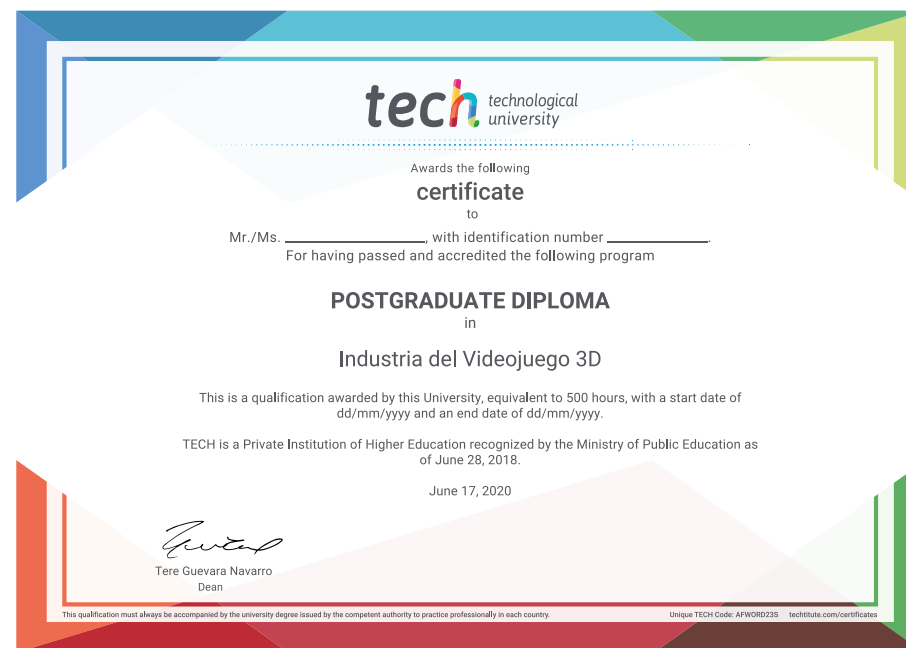 tech technological
university
Awards the following
certificate
to
Mr./Ms. ____________, with identification number ____________.
For having passed and accredited the following program
POSTGRADUATE DIPLOMA
in
Industria del Videojuego 3D
This is a qualification awarded by this University, equivalent to 500 hours, with a start date of
dd/mm/yyyy and an end date of dd/mm/yyyy.
TECH is a Private Institution of Higher Education recognized by the Ministry of Public Education as
of June 28, 2018.
June 17, 2020
Tere Guevara Navarro
Dean
This qualification must always be accompanied by the university degree issued by the competent authority to practice professionally in each country. Unique TECH Code: AFWORD23S techtitute.com/certificates